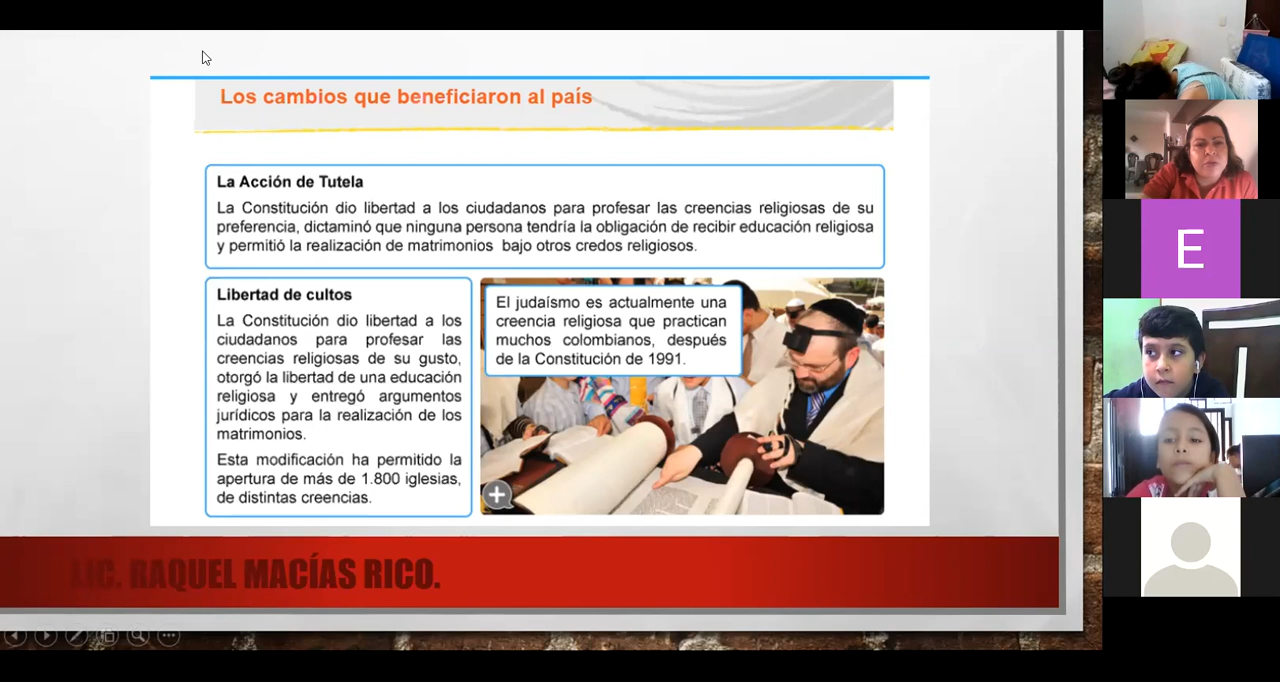 Los cambios que beneficiaron al país
La Acción de Tutela
La Constitución dio libertad a los ciudadanos para profesar las creencias religiosas de su
preferencia, dictaminó que ninguna persona tendría la obligación de recibir educación religiosa
y permitió la realización de matrimonios bajo otros credos religiosos.
Libertad de cultos
La Constitución dio libertad a los
ciudadanos para profesar las
creencias religiosas de su gusto,
otorgó la libertad de una educación
religiosa y entregó argumentos
jurídicos para la realización de los
matrimonios.
Esta modificación ha permitido la
apertura de más de 1.800 iglesias,
de distintas creencias.
El judaísmo es actualmente una
creencia religiosa que practican
muchos colombianos, después
de la Constitución de 1991.
LIC. RAQUEL MACÍAS RICO.
E